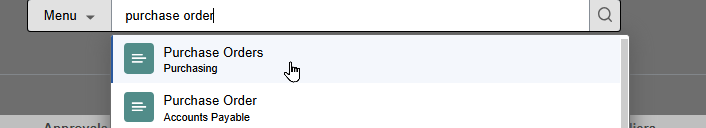 Menu
purchase order
Purchase Orders
Purchasing
Purchase Order
Accounts Payable